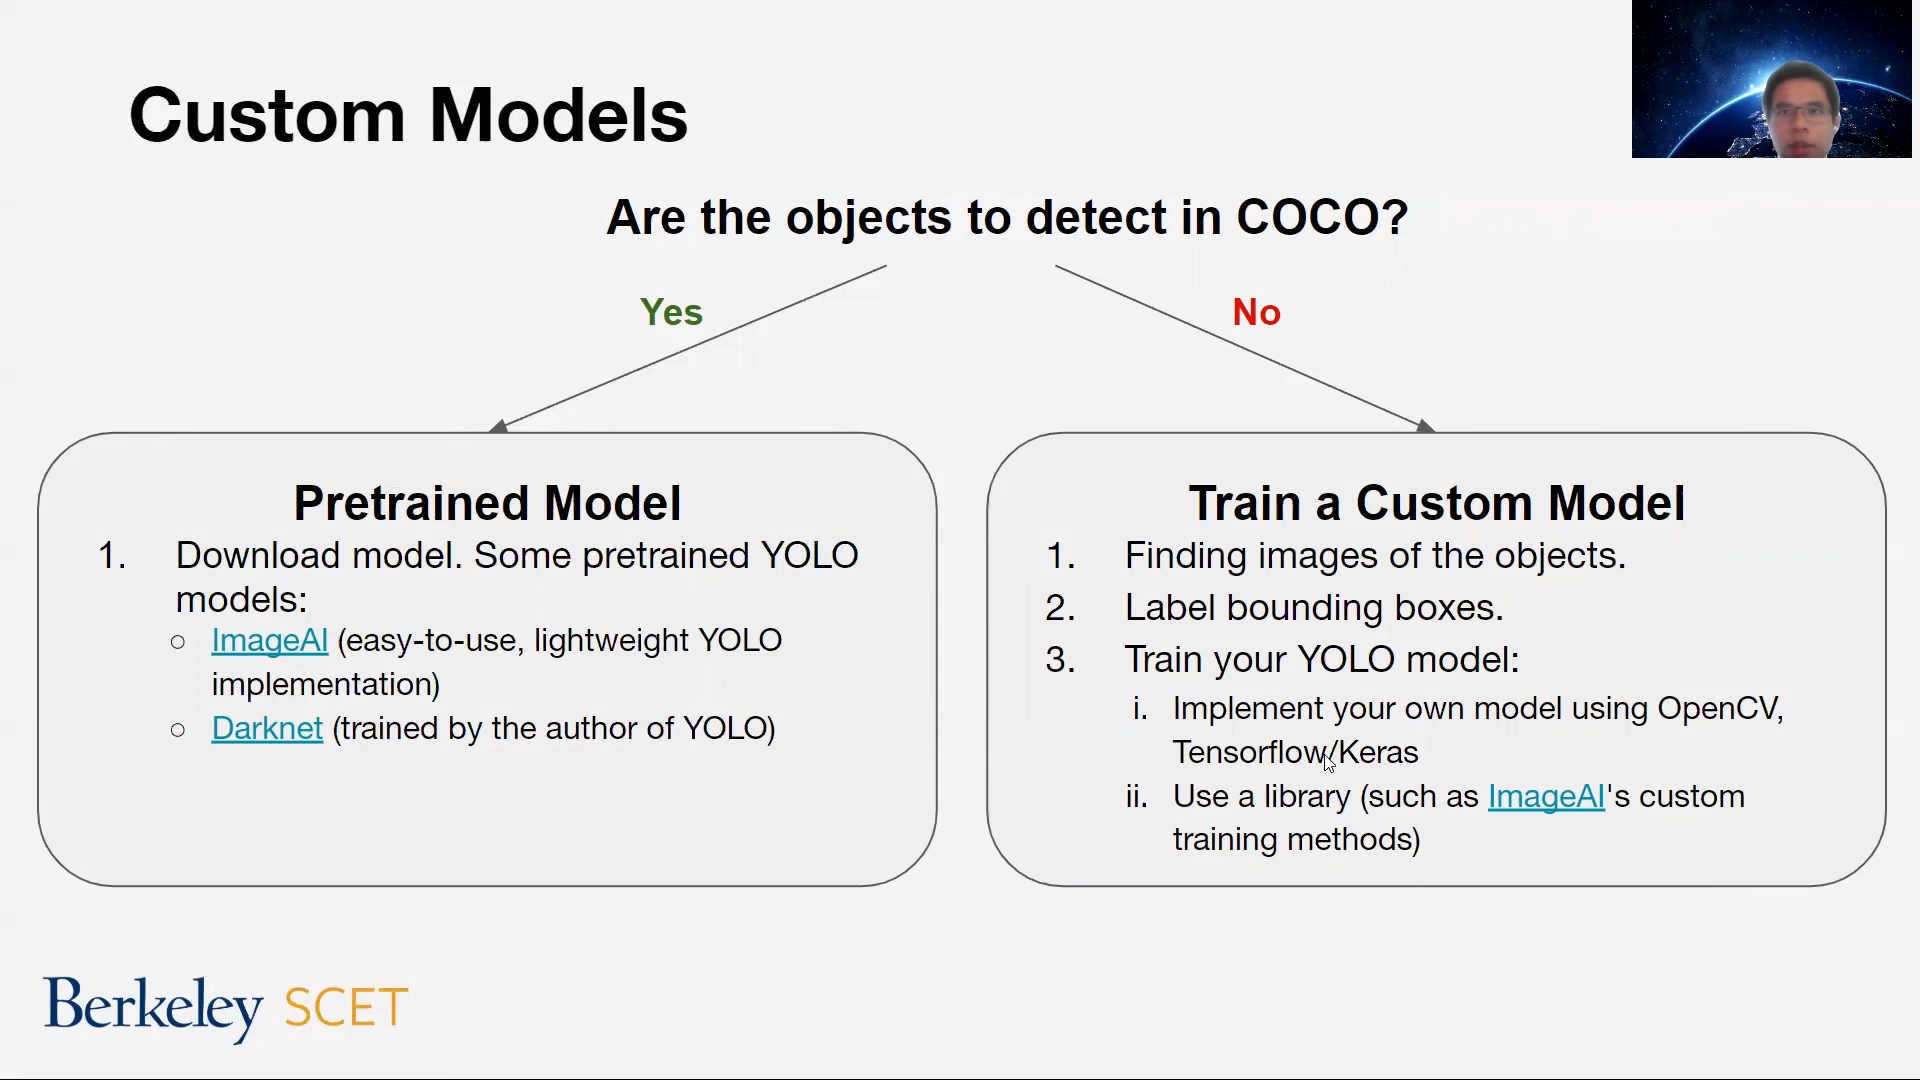 Custom Models
Are the objects to detect in COCO?
Yes
No
Pretrained Model
1. Download model. Some pretrained YOLO
models:
○ ImageAI (easy-to-use, lightweight YOLO
implementation)
○ Darknet (trained by the author of YOLO)
Train a Custom Model
1. Finding images of the objects.
2. Label bounding boxes.
3. Train your YOLO model:
i. Implement your own model using OpenCV,
Tensorflow/Keras
ii. Use a library (such as ImageAI's custom
training methods)
Berkeley SCET